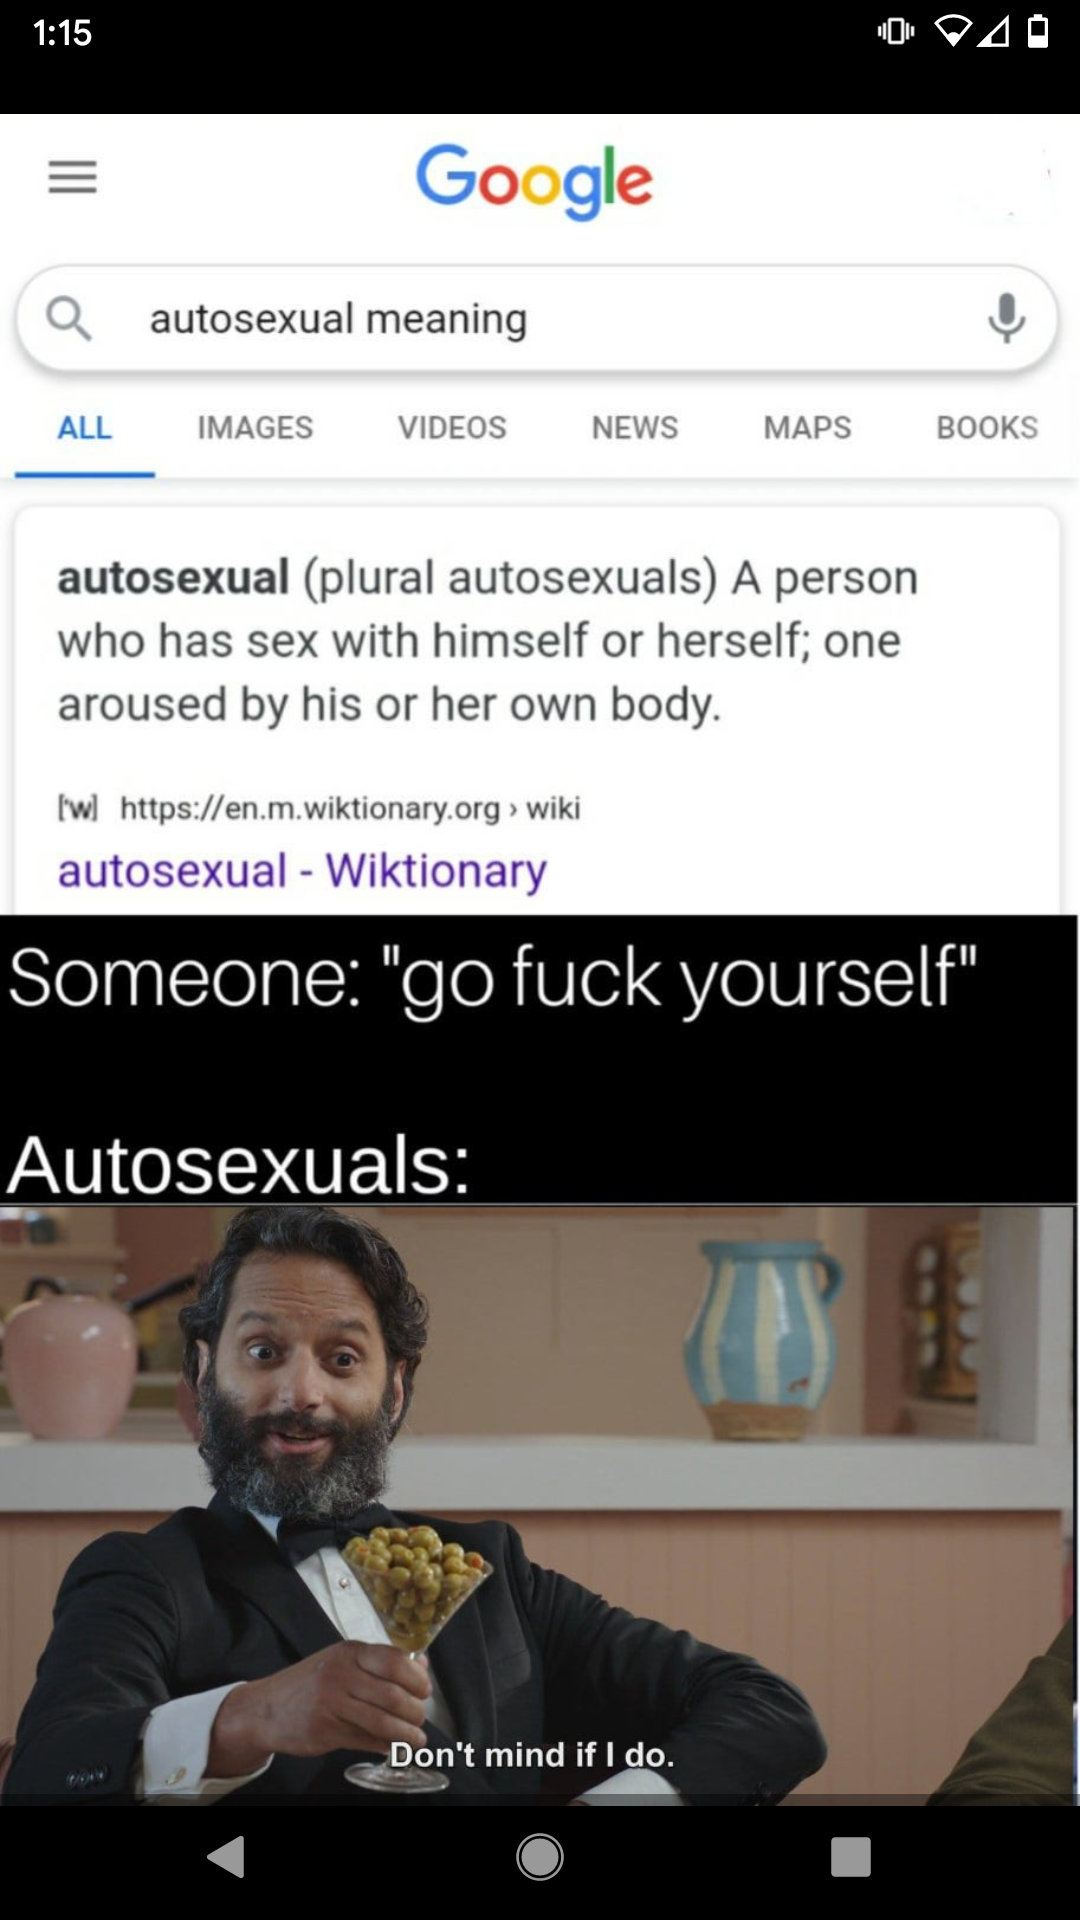 1:15
Google
autosexual meaning
ALL IMAGES VIDEOS NEWS MAPS BOOKS
autosexual (plural autosexuals) A person
who has sex with himself or herself; one
aroused by his or her own body.
['w] https://en.m.wiktionary.org › wiki
autosexual - Wiktionary
Someone: "go fuck yourself"
Autosexuals:
Don't mind if I do.